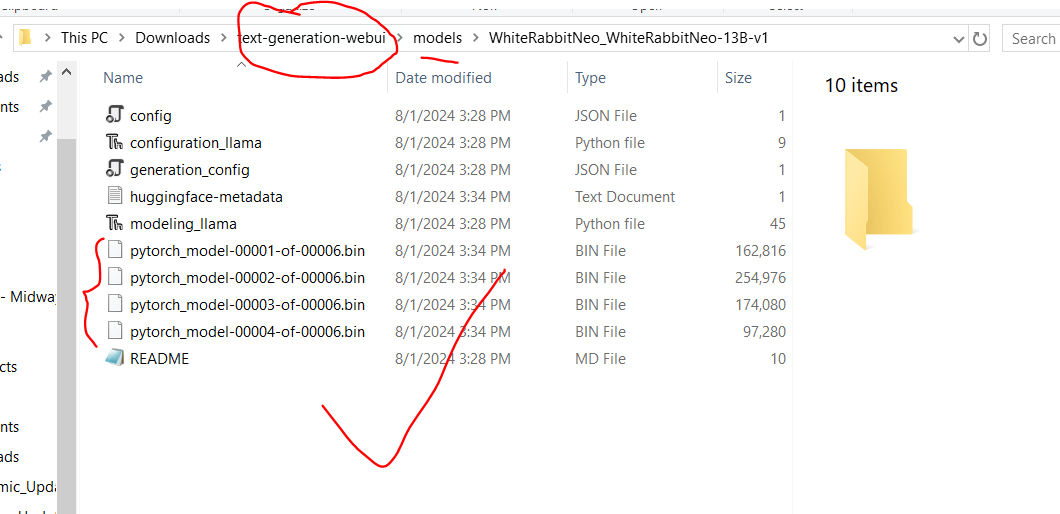 This PC > Downloads > text-generation-webui > models > WhiteRabbitNeo_WhiteRabbitNeo-13B-v1
Search
Name Date modified Type Size
config 8/1/2024 3:28 PM JSON File 1
configuration_llama 8/1/2024 3:28 PM Python file 9
generation_config 8/1/2024 3:28 PM JSON File 1
huggingface-metadata 8/1/2024 3:34 PM Text Document 1
modeling_llama 8/1/2024 3:28 PM Python file 45
pytorch_model-00001-of-00006.bin 8/1/2024 3:34 PM BIN File 162,816
pytorch_model-00002-of-00006.bin 8/1/2024 3:34 PM BIN File 254,976
pytorch_model-00003-of-00006.bin 8/1/2024 3:34 PM BIN File 174,080
pytorch_model-00004-of-00006.bin 8/1/2024 3:34 PM BIN File 97,280
README 8/1/2024 3:28 PM MD File 10
10 items
ads
nts
- Midway
cts
nts
ads
mic_Upda